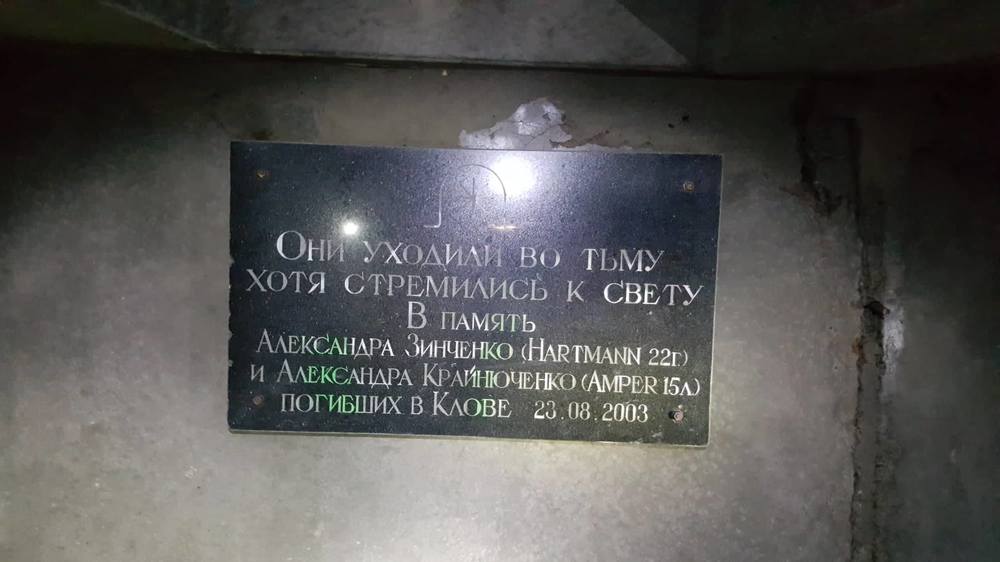 Они уходили во тьму
хотя стремились к свету
В память
Александра Зинченко (Hartmann 22г.)
и Александра Крайнюченко (Amper 15л.)
погибших в Клове 23.08.2003